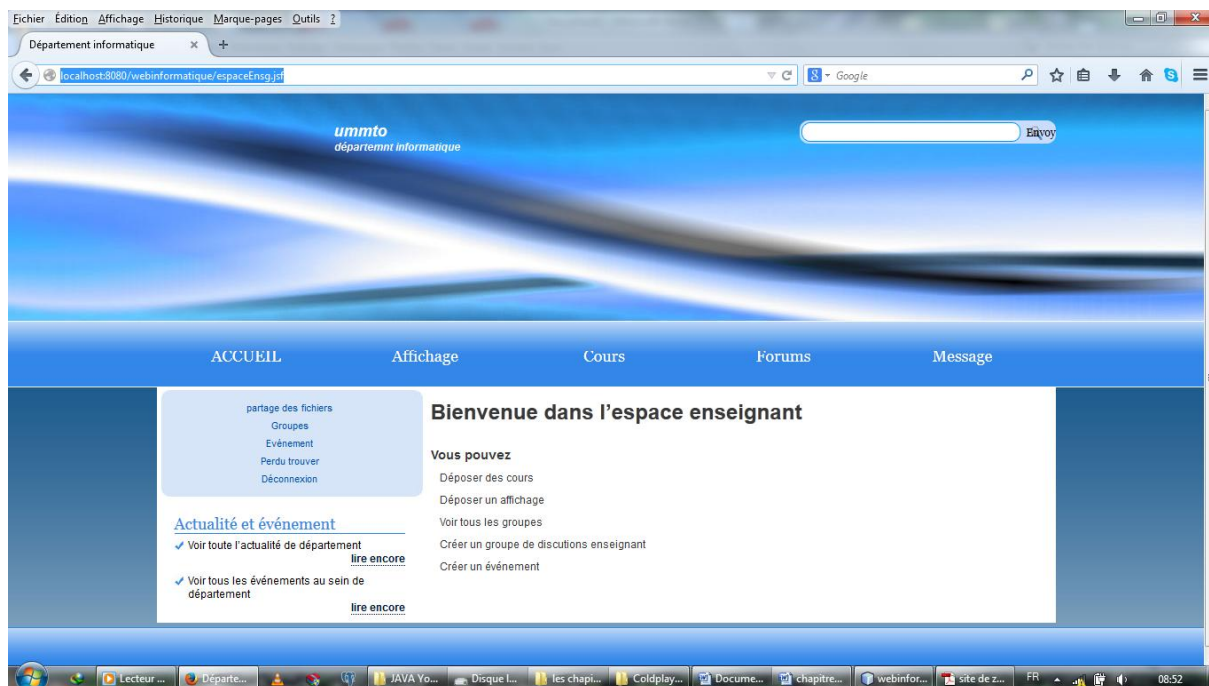 Fichier Édition Affichage Historique Marque-pages Outils ?
Département informatique × +
localhost:8080/webinformatique/espaceEnsg.jsf
Google
ummto
départemnt informatique
Envoy
ACCUEIL Affichage Cours Forums Message
partage des fichiers
Groupes
Evénement
Perdu trouver
Déconnexion
Actualité et événement
Voir toute l'actualité de département
lire encore
Voir tous les événements au sein de
département
lire encore
Bienvenue dans l'espace enseignant
Vous pouvez
Déposer des cours
Déposer un affichage
Voir tous les groupes
Créer un groupe de discutions enseignant
Créer un événement
Lecteur ... Départe... JAVA Yo... Disque l... les chapi... Coldplay... Docume... chapitre... webinfor... site de z... FR 08:52